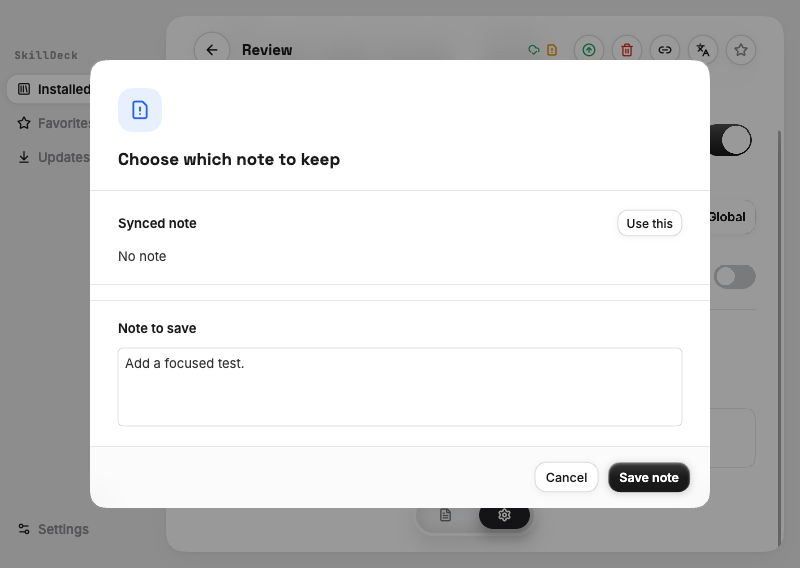 SkillDeck
Review
Installed
Favorites
Updates
Choose which note to keep
Global
Synced note
Use this
No note
Note to save
Add a focused test.
Cancel
Save note
Settings